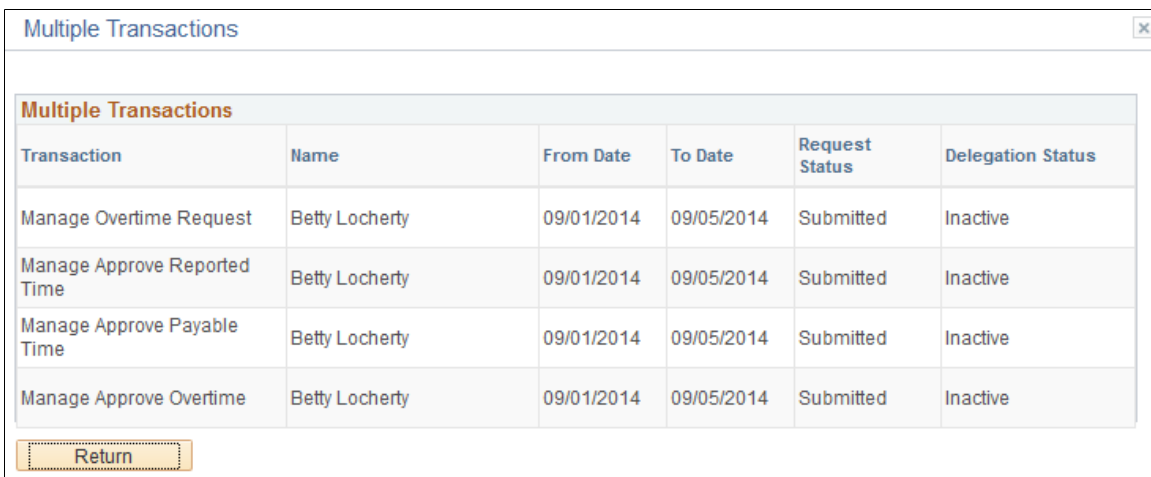 Multiple Transactions
Multiple Transactions
Transaction Name From Date To Date Request Status Delegation Status
Manage Overtime Request Betty Locherty 09/01/2014 09/05/2014 Submitted Inactive
Manage Approve Reported Time Betty Locherty 09/01/2014 09/05/2014 Submitted Inactive
Manage Approve Payable Time Betty Locherty 09/01/2014 09/05/2014 Submitted Inactive
Manage Approve Overtime Betty Locherty 09/01/2014 09/05/2014 Submitted Inactive
Return